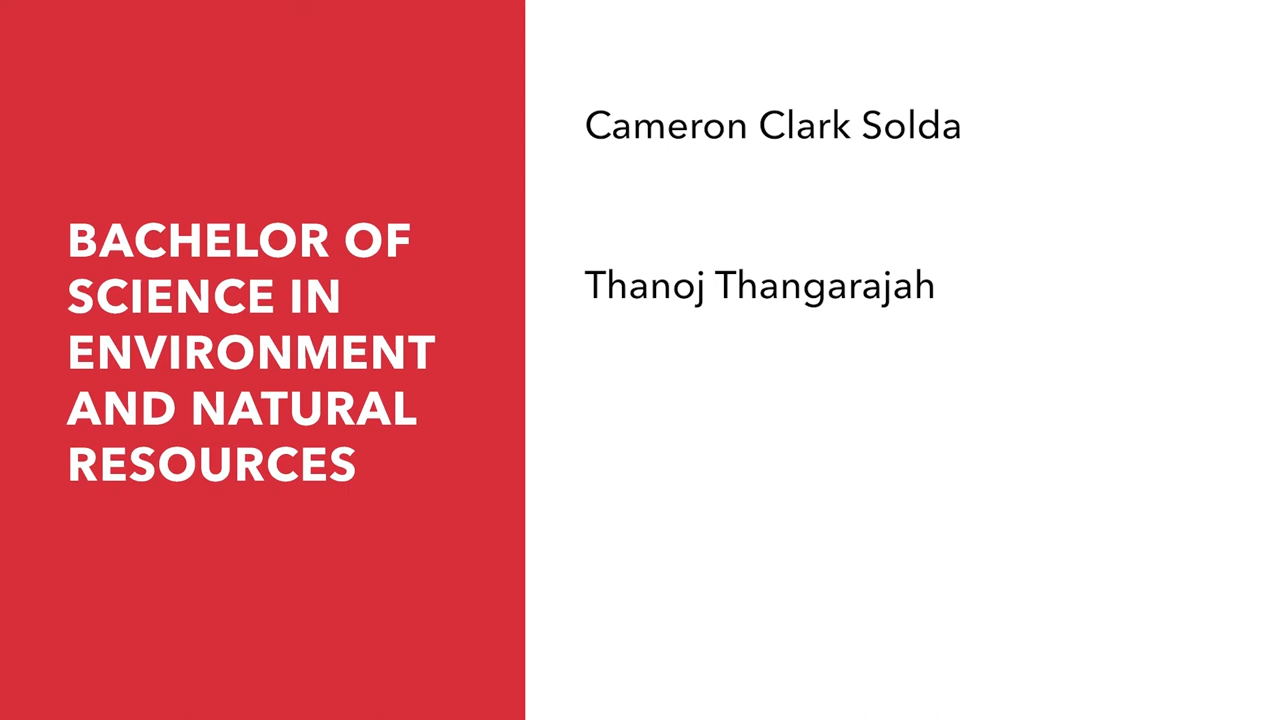 BACHELOR OF
SCIENCE IN
ENVIRONMENT
AND NATURAL
RESOURCES
Cameron Clark Solda
Thanoj Thangarajah